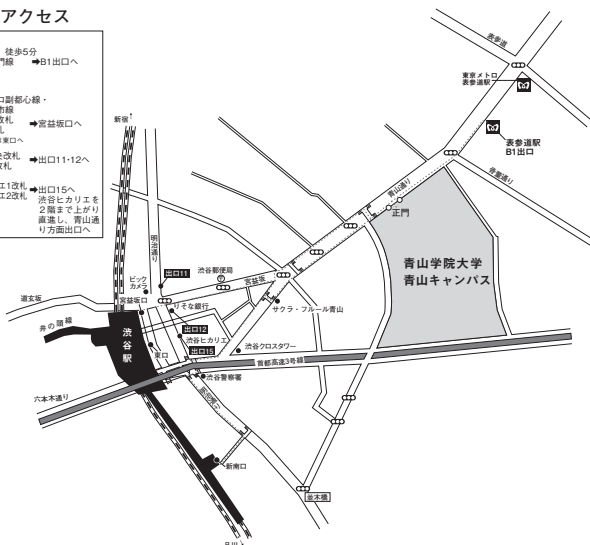 アクセス
徒歩5分
門線 ➡B1出口へ
口副都心線・
市線
改札 ➡宮益坂口へ
札
東口へ
改札 ➡出口11・12へ
改札
エ1改札 ➡出口15へ
エ2改札 渋谷ヒカリエを
２階まで上がり
直進し、青山通
り方面出口へ
表参道
東京メトロ
表参道駅
表参道駅
B1出口
青山通り
骨董通り
正門
青山学院大学
青山キャンパス
新宿
明治通り
ビック
カメラ
出口11
渋谷郵便局
宮益坂
道玄坂
宮益坂口
りそな銀行
サクラ・フルール青山
井の頭線
渋谷駅
出口12
東口
渋谷ヒカリエ
出口15
渋谷クロスタワー
首都高速3号線
渋谷警察署
六本木通り
明治通り
新南口
並木橋
品川